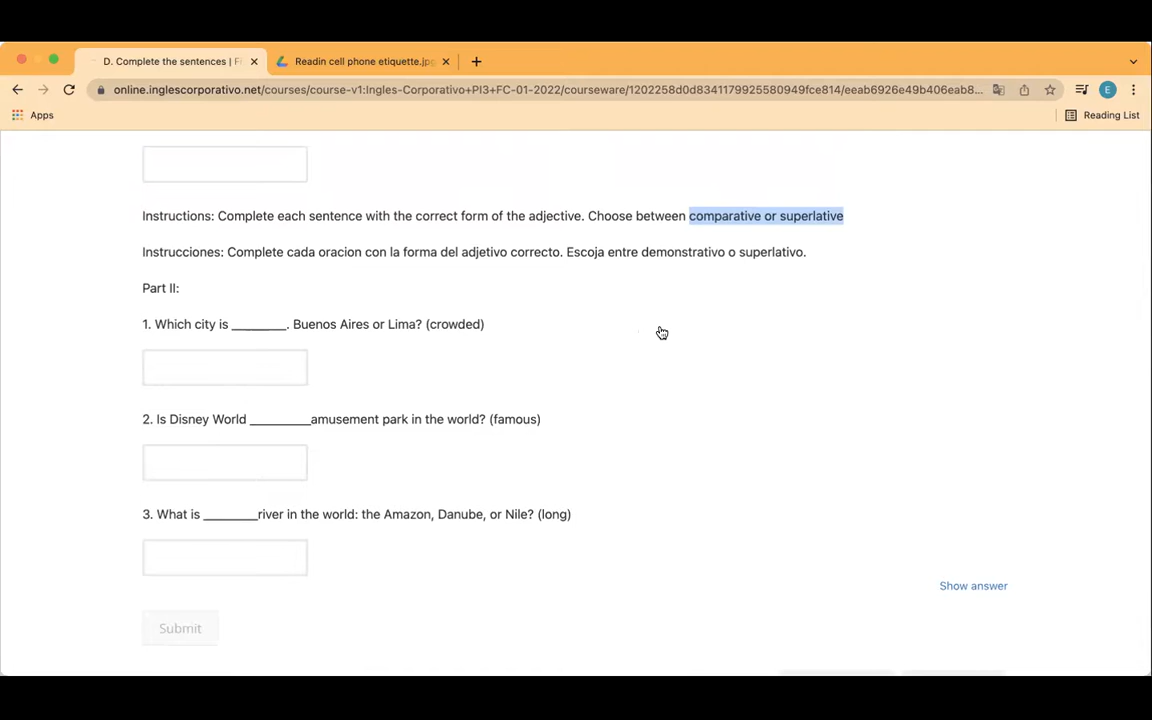 D. Complete the sentences | F
Readin cell phone etiquette.jpg
online.inglescorporativo.net/courses/course-v1:Ingles-Corporativo+PI3+FC-01-2022/courseware/1202258d0d8341179925580949fce814/eeab6926e49b406eab8...
E
Apps
Reading List
Instructions: Complete each sentence with the correct form of the adjective. Choose between comparative or superlative
Instrucciones: Complete cada oracion con la forma del adjetivo correcto. Escoja entre demonstrativo o superlativo.
Part II:
1. Which city is ________. Buenos Aires or Lima? (crowded)
2. Is Disney World _________amusement park in the world? (famous)
3. What is ________river in the world: the Amazon, Danube, or Nile? (long)
Show answer
Submit